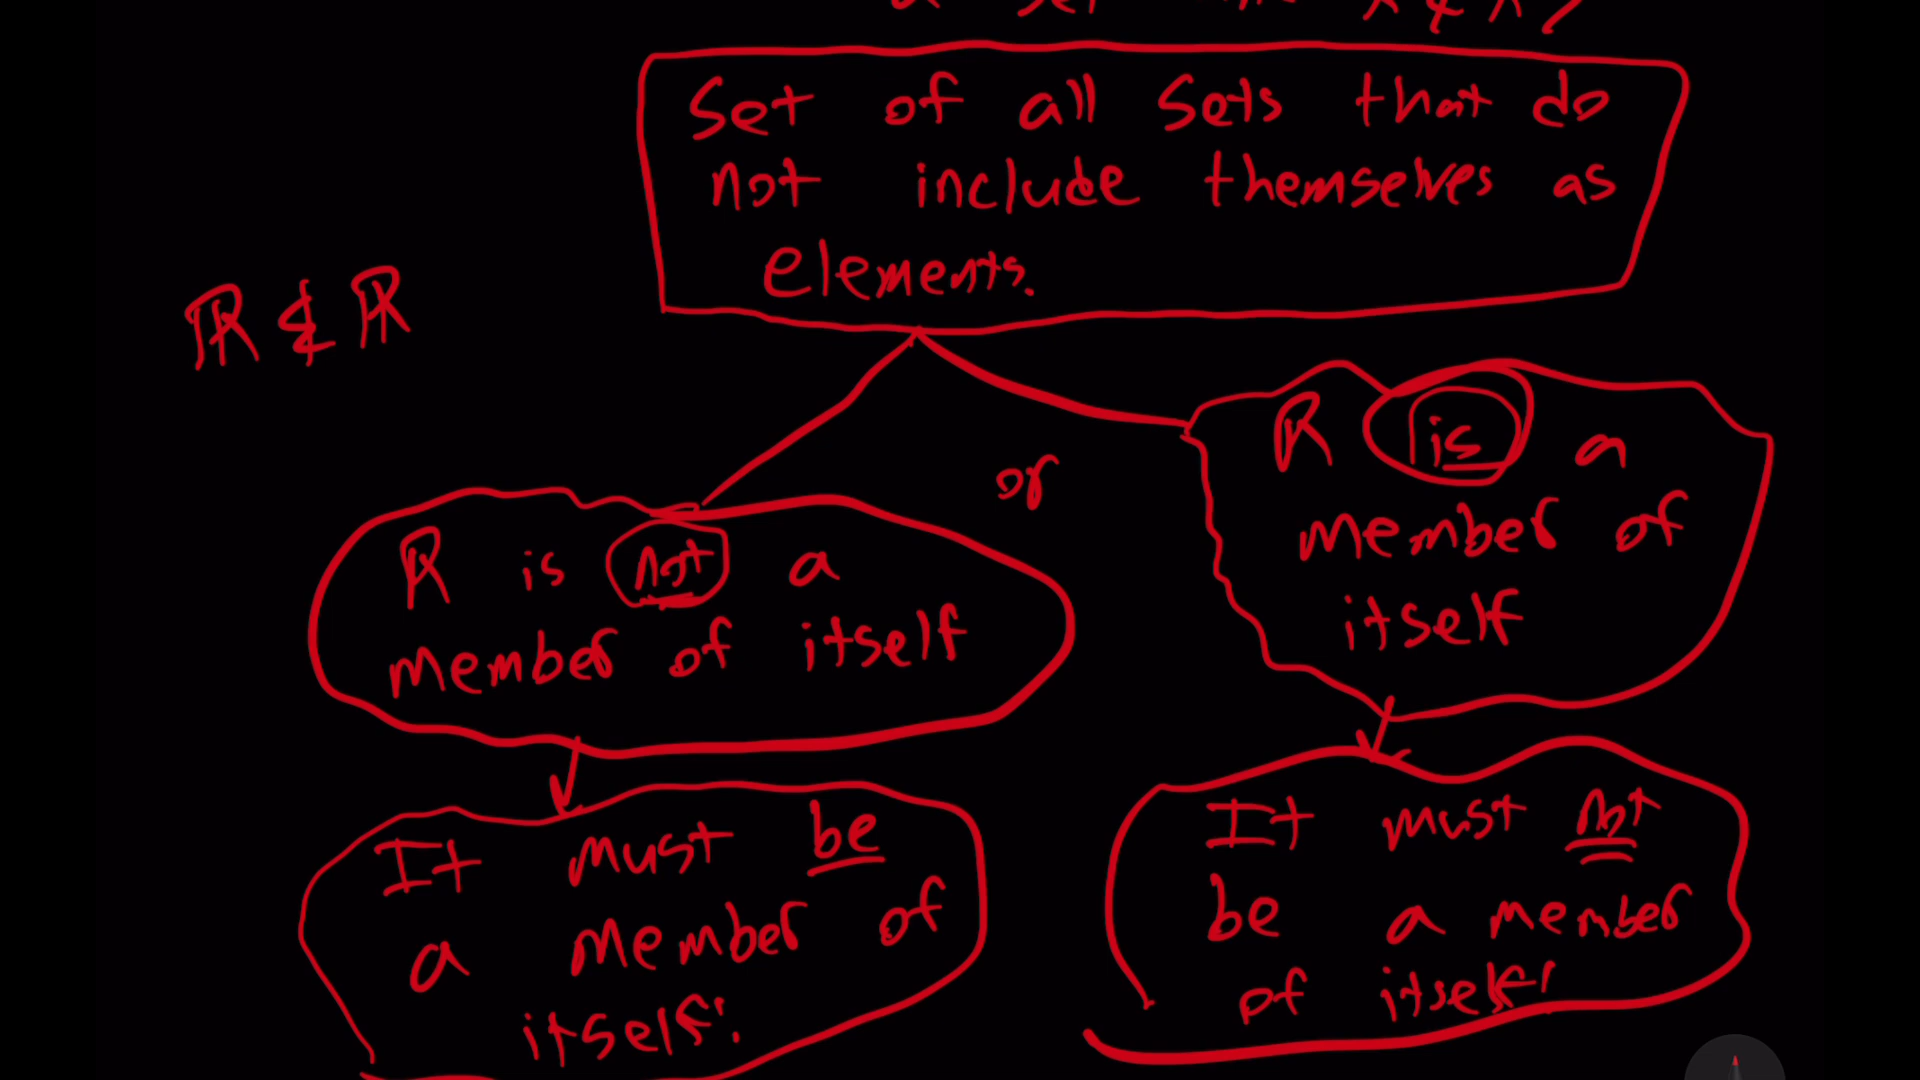 Set of all Sets that do
not include themselves as
elements.
R ∉ R
R is a
member of
itself
or
R is not a
member of itself
It must be
a member of
itself.
It must not
be a member
of itself